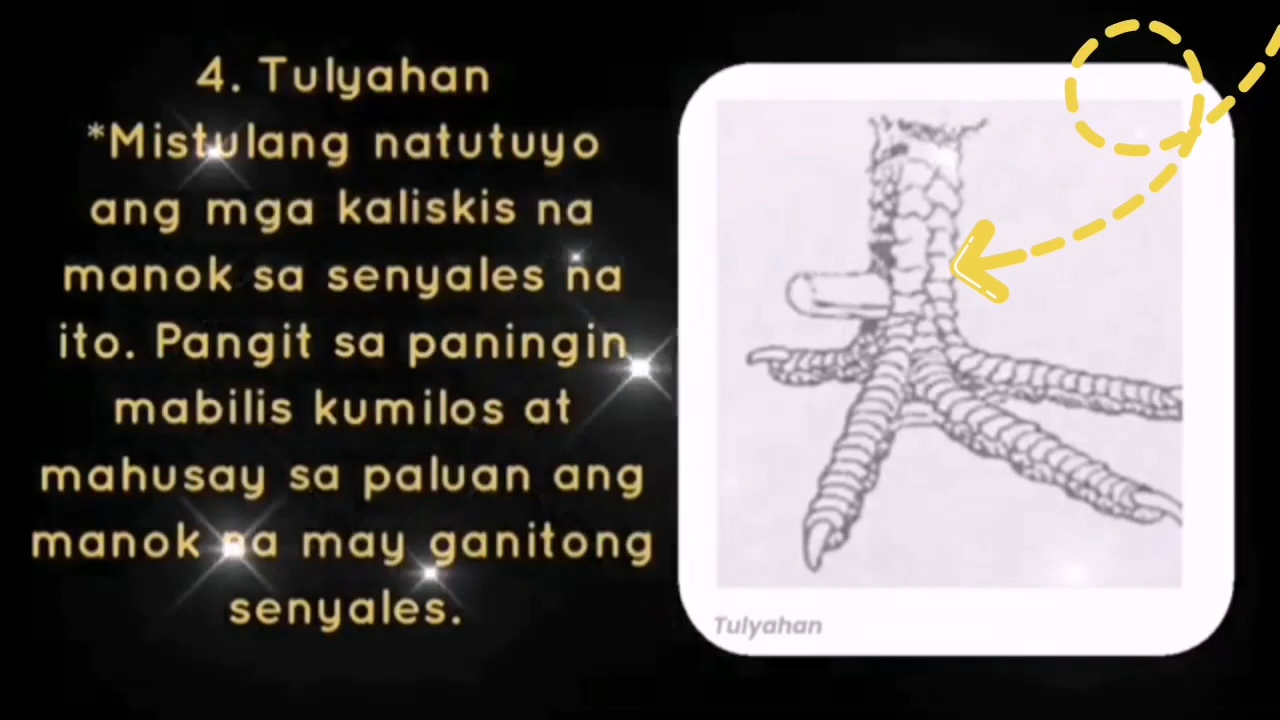 4. Tulyahan
*Mistulang natutuyo
ang mga kaliskis na
manok sa senyales na
ito. Pangit sa paningin
mabilis kumilos at
mahusay sa paluan ang
manok na may ganitong
senyales.
Tulyahan